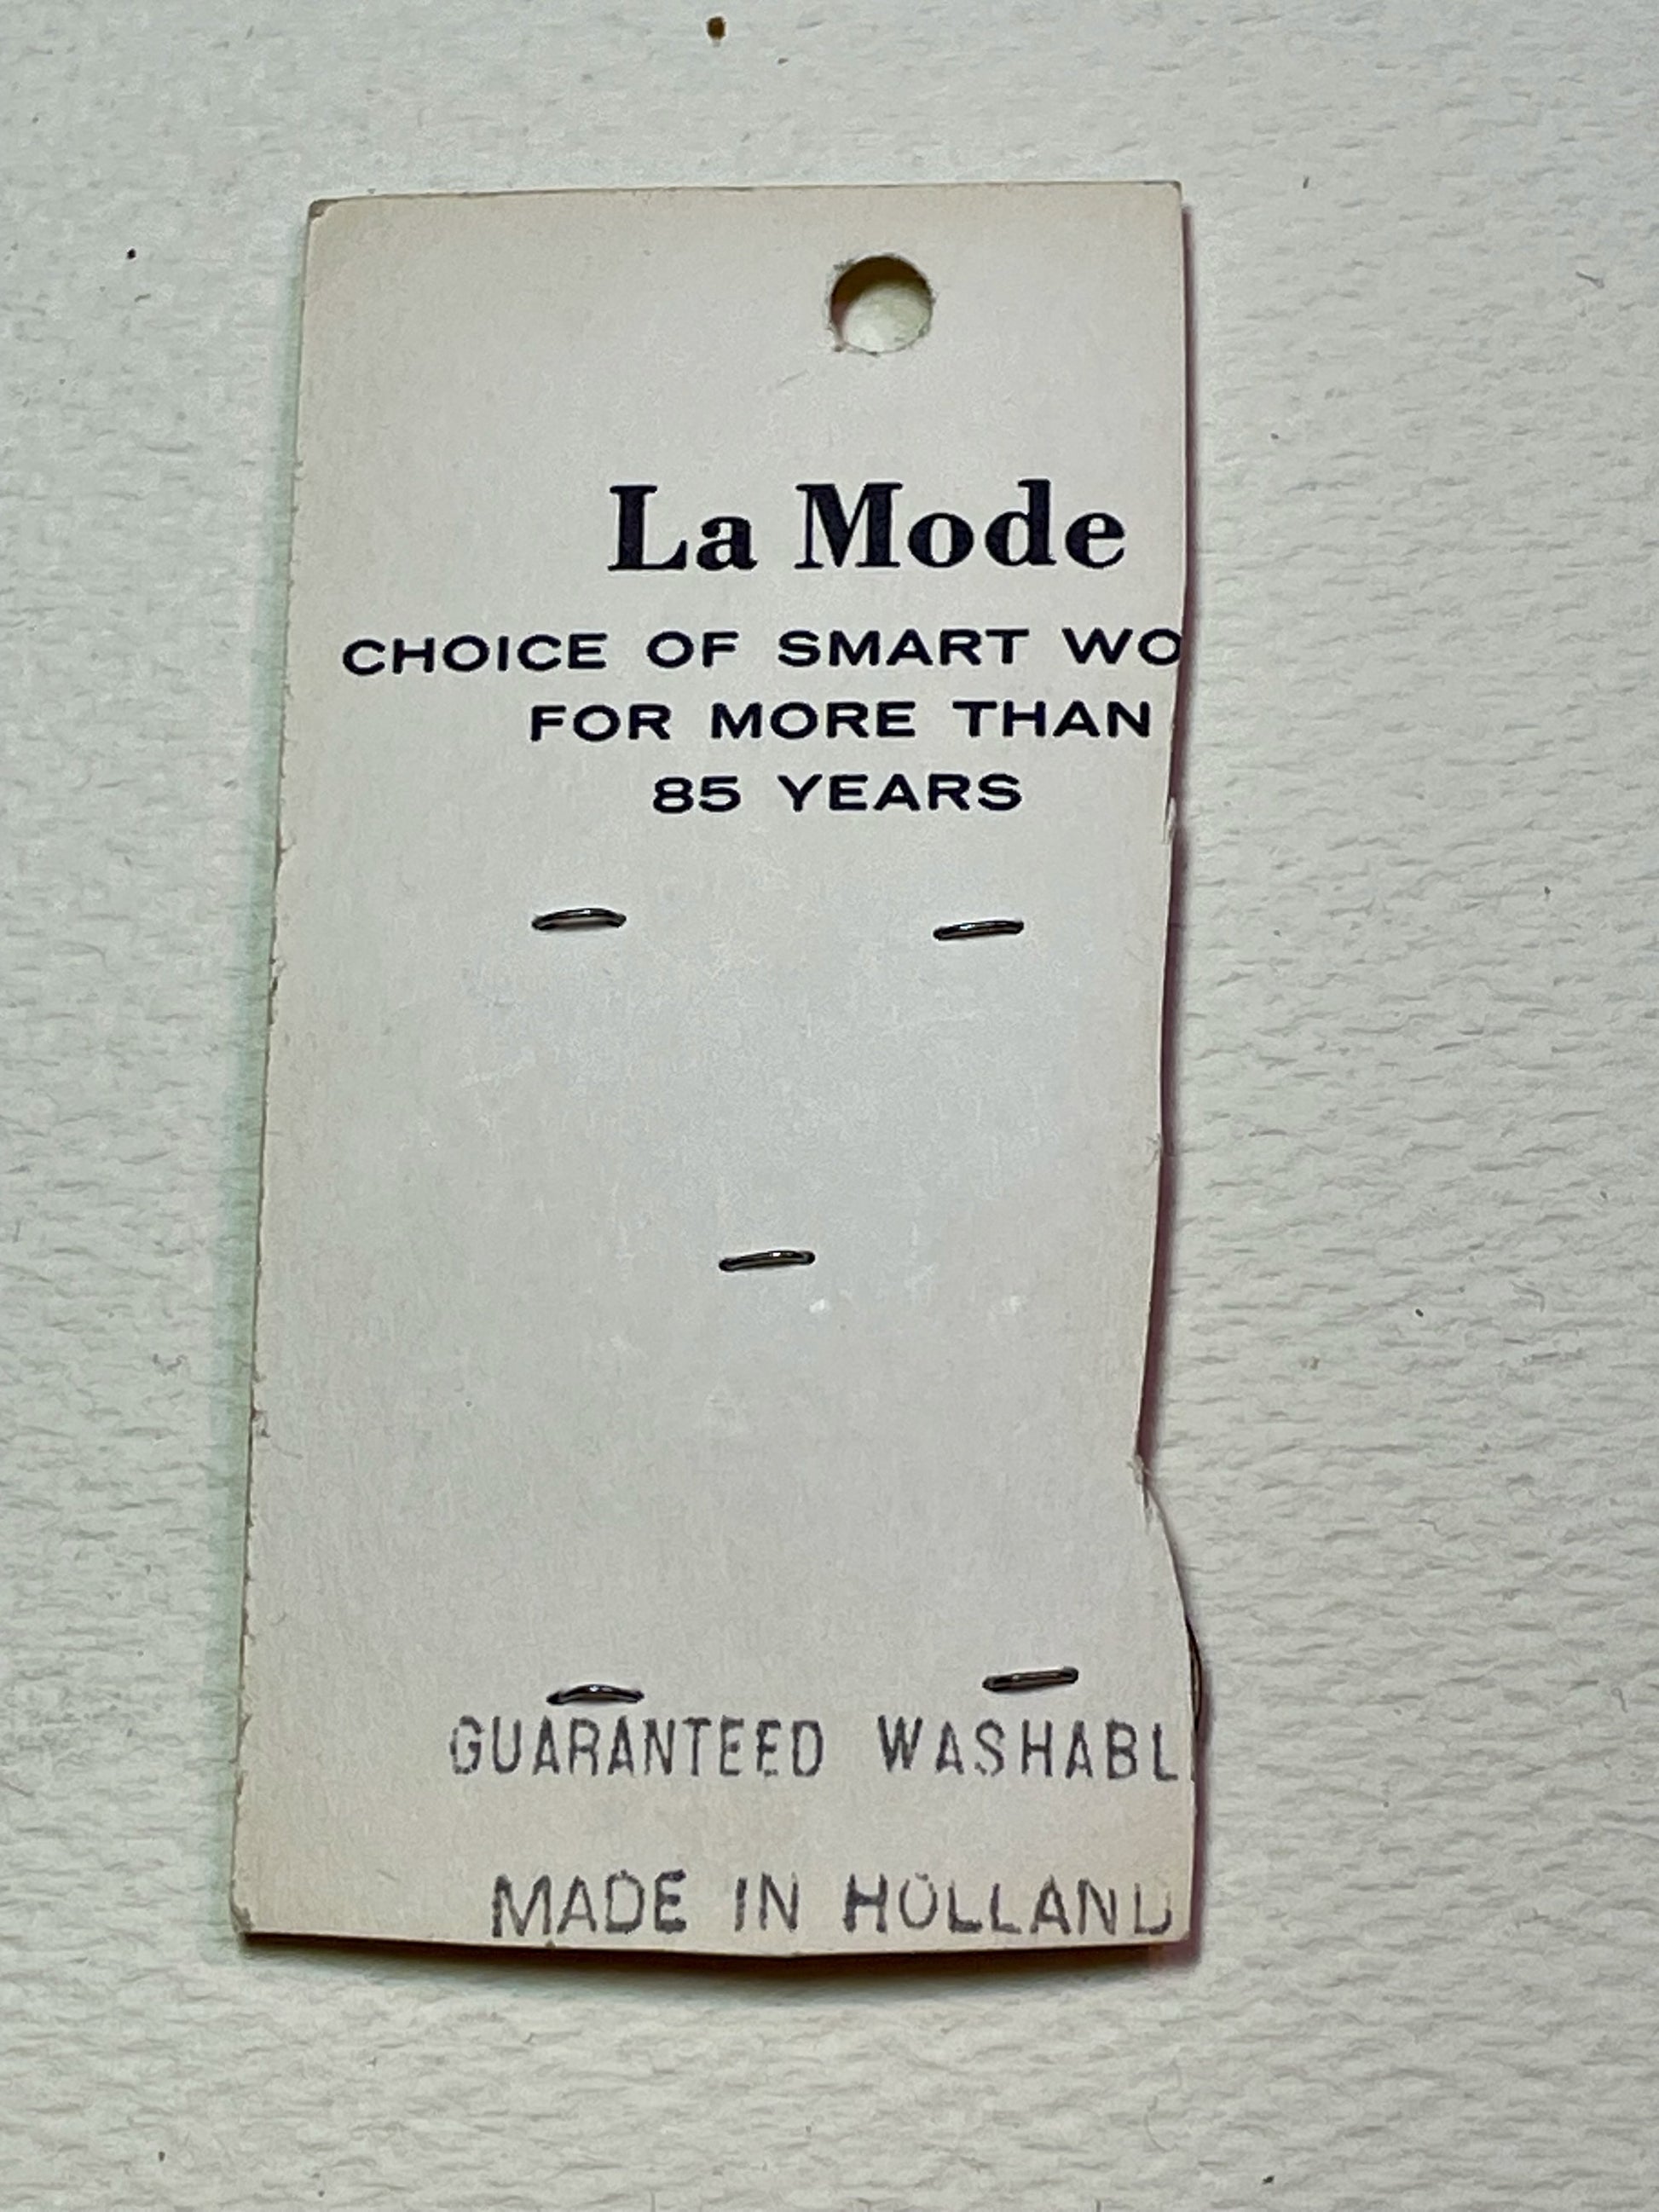 La Mode
CHOICE OF SMART WO
FOR MORE THAN
85 YEARS
GUARANTEED WASHABL
MADE IN HOLLAND